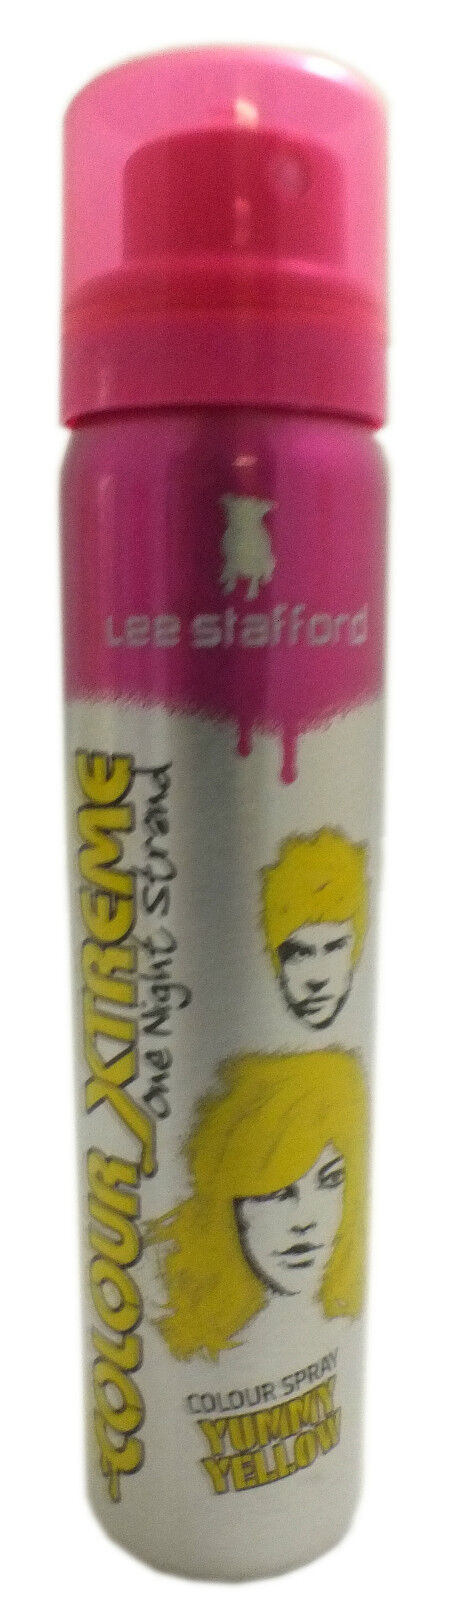 Lee Stafford
COLOUR XTREME
One Night Strand
COLOUR SPRAY
YUMMY
YELLOW